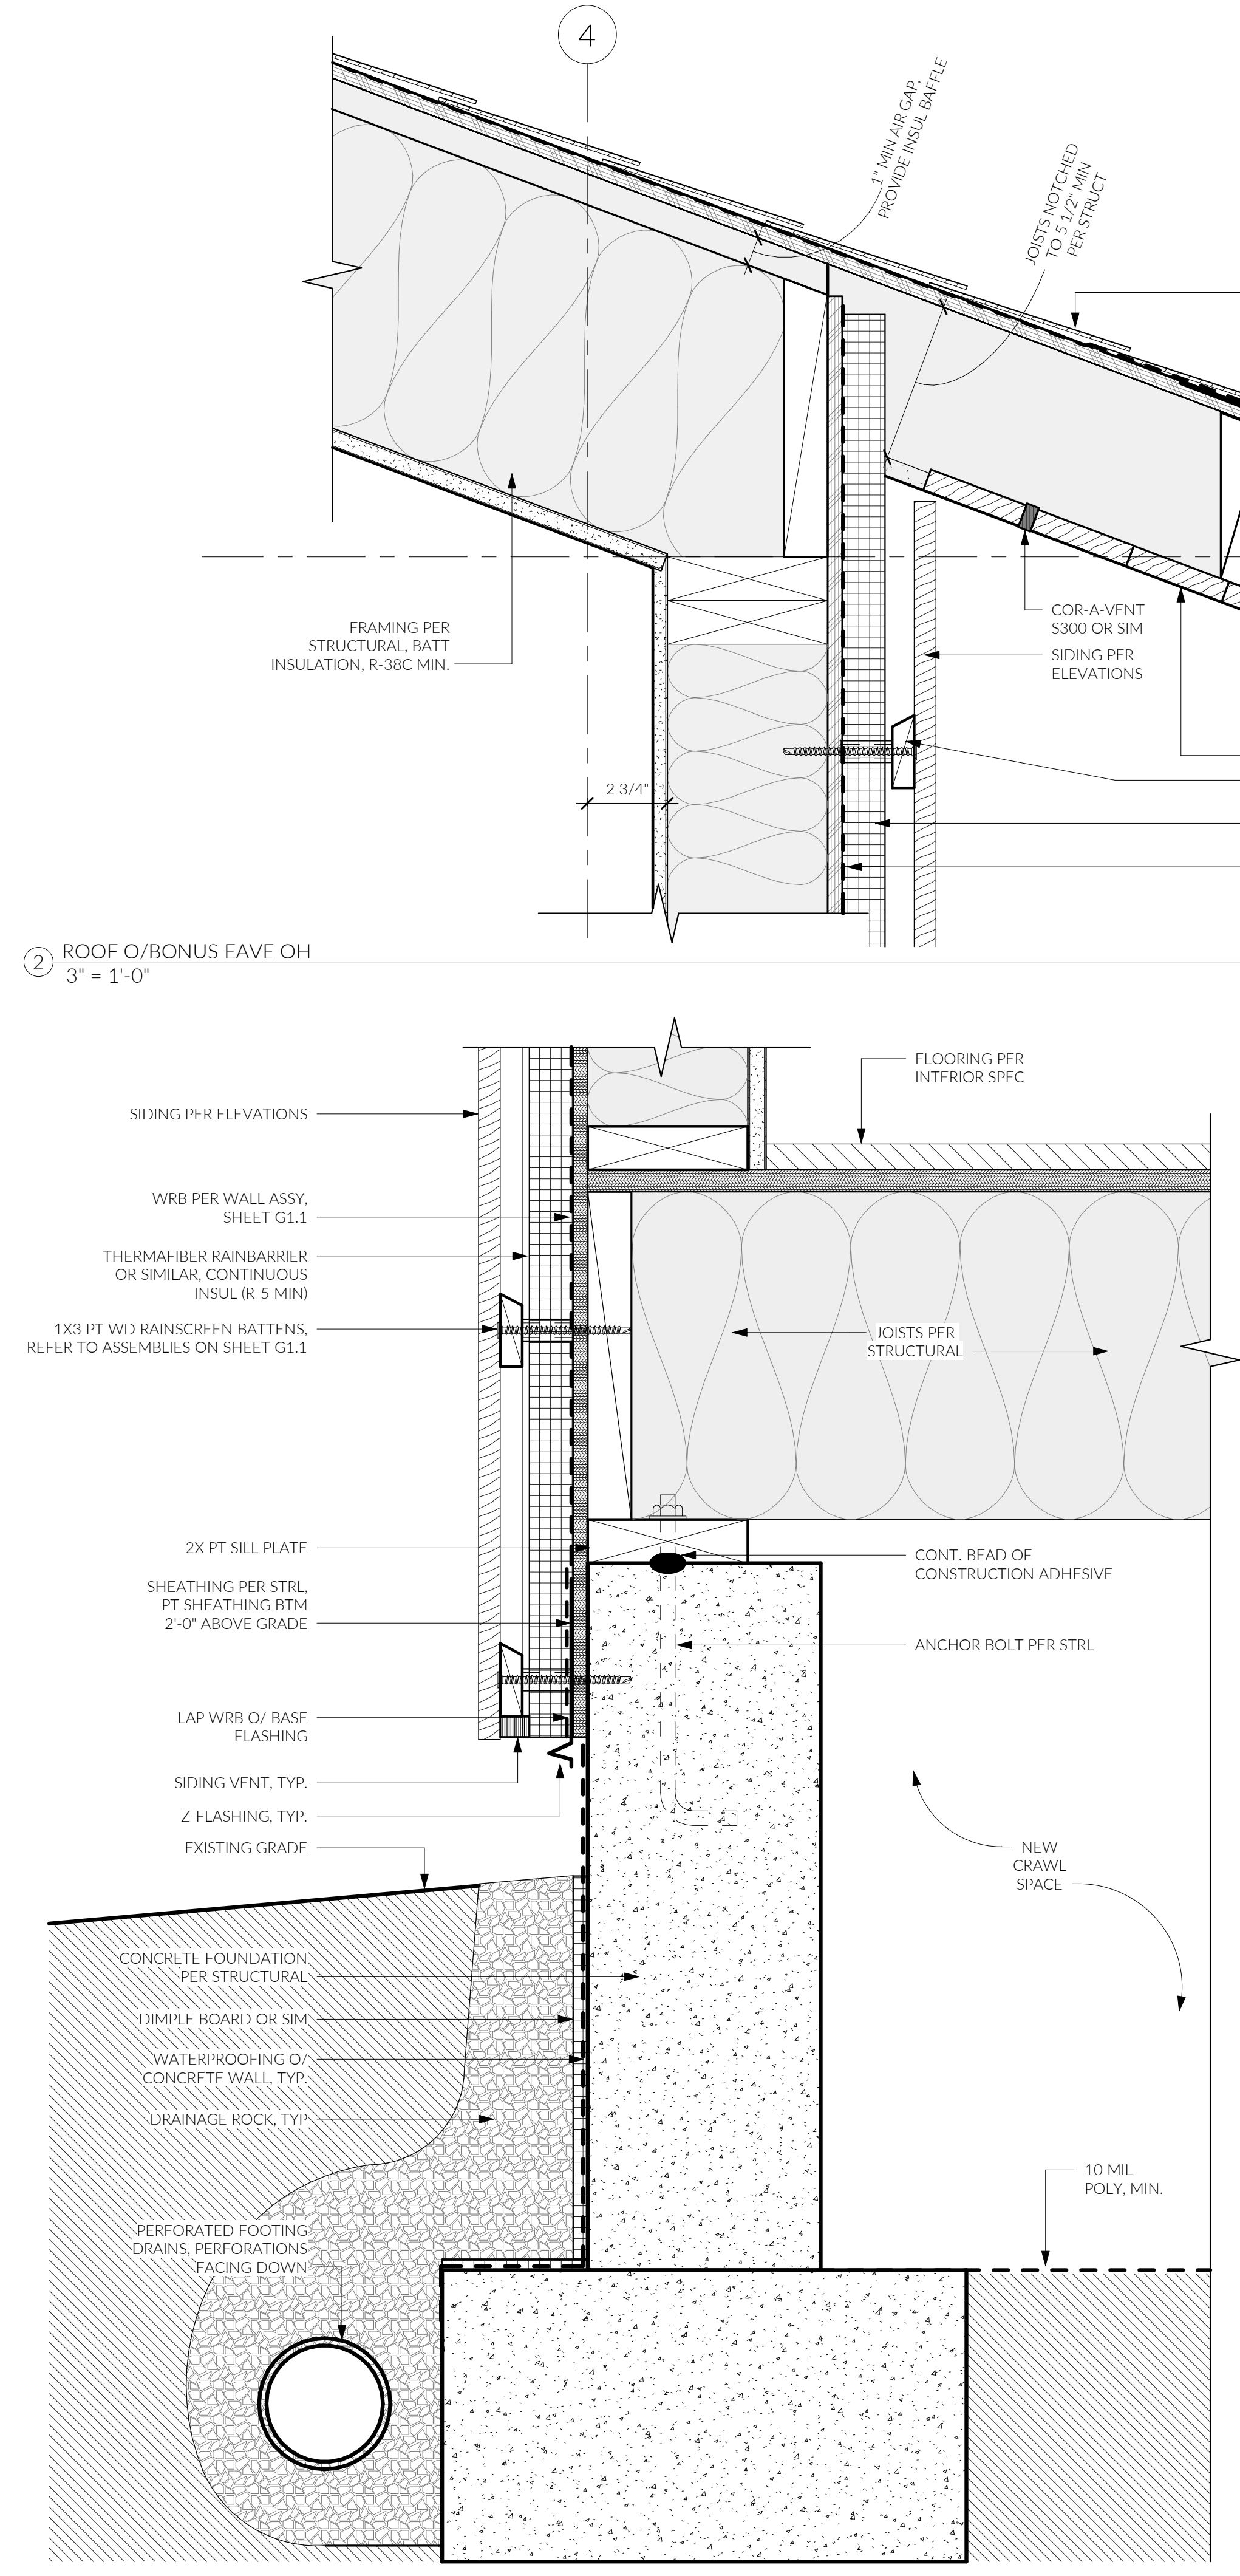 4
1" MIN AIR GAP,
PROVIDE INSUL BAFFLE
JOISTS NOTCHED
TO 5 1/2" MIN
PER STRUCT
COR-A-VENT
S300 OR SIM
SIDING PER
ELEVATIONS
FRAMING PER
STRUCTURAL, BATT
INSULATION, R-38C MIN.
2 3/4"
2
ROOF O/BONUS EAVE OH
3" = 1'-0"
FLOORING PER
INTERIOR SPEC
SIDING PER ELEVATIONS
WRB PER WALL ASSY,
SHEET G1.1
THERMAFIBER RAINBARRIER
OR SIMILAR, CONTINUOUS
INSUL (R-5 MIN)
1X3 PT WD RAINSCREEN BATTENS,
REFER TO ASSEMBLIES ON SHEET G1.1
JOISTS PER
STRUCTURAL
2X PT SILL PLATE
CONT. BEAD OF
CONSTRUCTION ADHESIVE
SHEATHING PER STRL,
PT SHEATHING BTM
2'-0" ABOVE GRADE
ANCHOR BOLT PER STRL
LAP WRB O/ BASE
FLASHING
SIDING VENT, TYP.
Z-FLASHING, TYP.
EXISTING GRADE
NEW
CRAWL
SPACE
CONCRETE FOUNDATION
PER STRUCTURAL
DIMPLE BOARD OR SIM
WATERPROOFING O/
CONCRETE WALL, TYP.
DRAINAGE ROCK, TYP
10 MIL
POLY, MIN.
PERFORATED FOOTING
DRAINS, PERFORATIONS
FACING DOWN